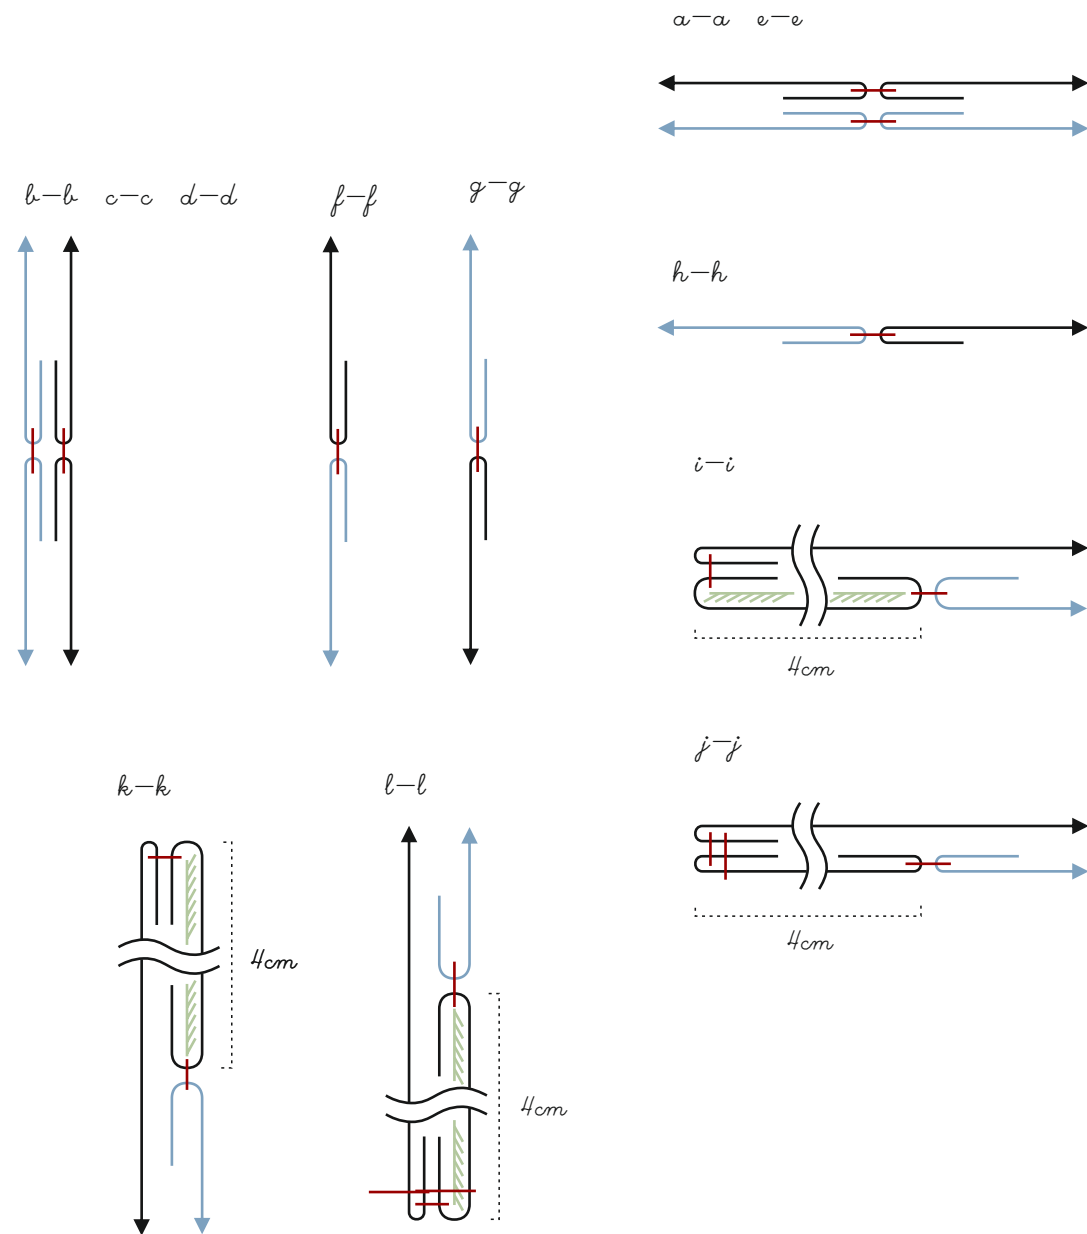 a—a e—e
b—b c—c d—d f—f g—g
h—h
i—i
4cm
j—j
k—k l—l
4cm
4cm
4cm